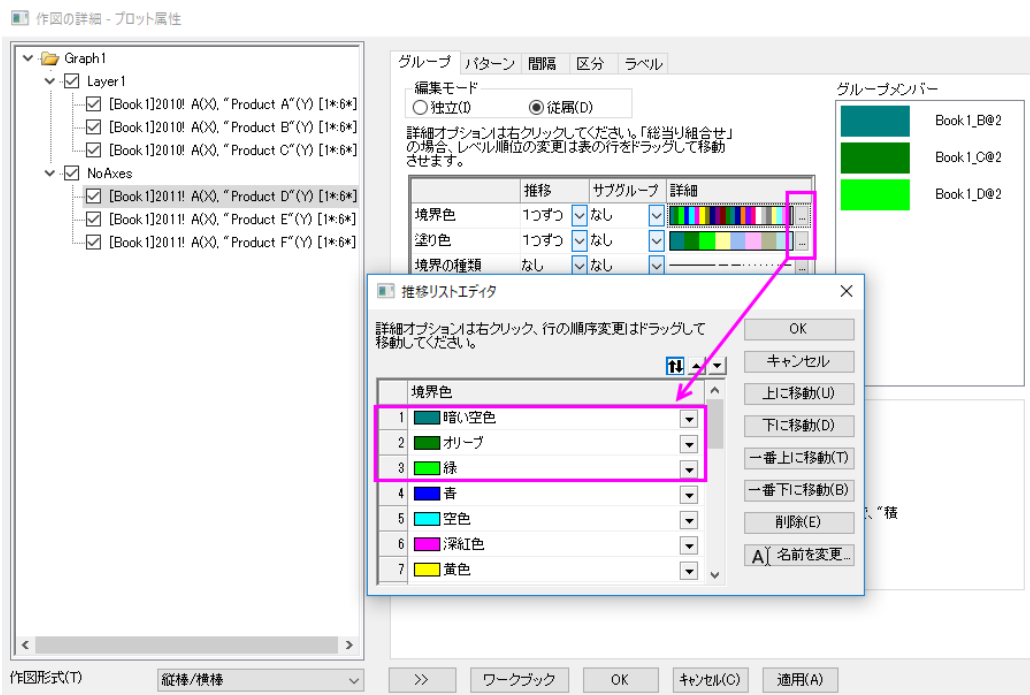 作図の詳細 - プロット属性
Graph1
Layer1
[Book1]2010! A(X), "Product A"(Y) [1*:6*]
[Book1]2010! A(X), "Product B"(Y) [1*:6*]
[Book1]2010! A(X), "Product C"(Y) [1*:6*]
NoAxes
[Book1]2011! A(X), "Product D"(Y) [1*:6*]
[Book1]2011! A(X), "Product E"(Y) [1*:6*]
[Book1]2011! A(X), "Product F"(Y) [1*:6*]
グループ パターン 間隔 区分 ラベル
編集モード
独立(I) 従属(D)
詳細オプションは右クリックしてください。「総当り組合せ」
の場合、レベル順位の変更は表の行をドラッグして移動
させます。
推移 サブグループ 詳細
境界色 1つずつ なし ...
塗り色 1つずつ なし ...
境界の種類 なし なし ...
グループメンバー
Book1_B@2
Book1_C@2
Book1_D@2
推移リストエディタ
詳細オプションは右クリック、行の順序変更はドラッグして
移動してください。
境界色
1 暗い空色
2 オリーブ
3 緑
4 青
5 空色
6 深紅色
7 黄色
OK
キャンセル
上に移動(U)
下に移動(D)
一番上に移動(T)
一番下に移動(B)
削除(E)
A 名前を変更...
、"積
作図形式(T) 縦棒/横棒 >> ワークブック OK キャンセル(C) 適用(A)